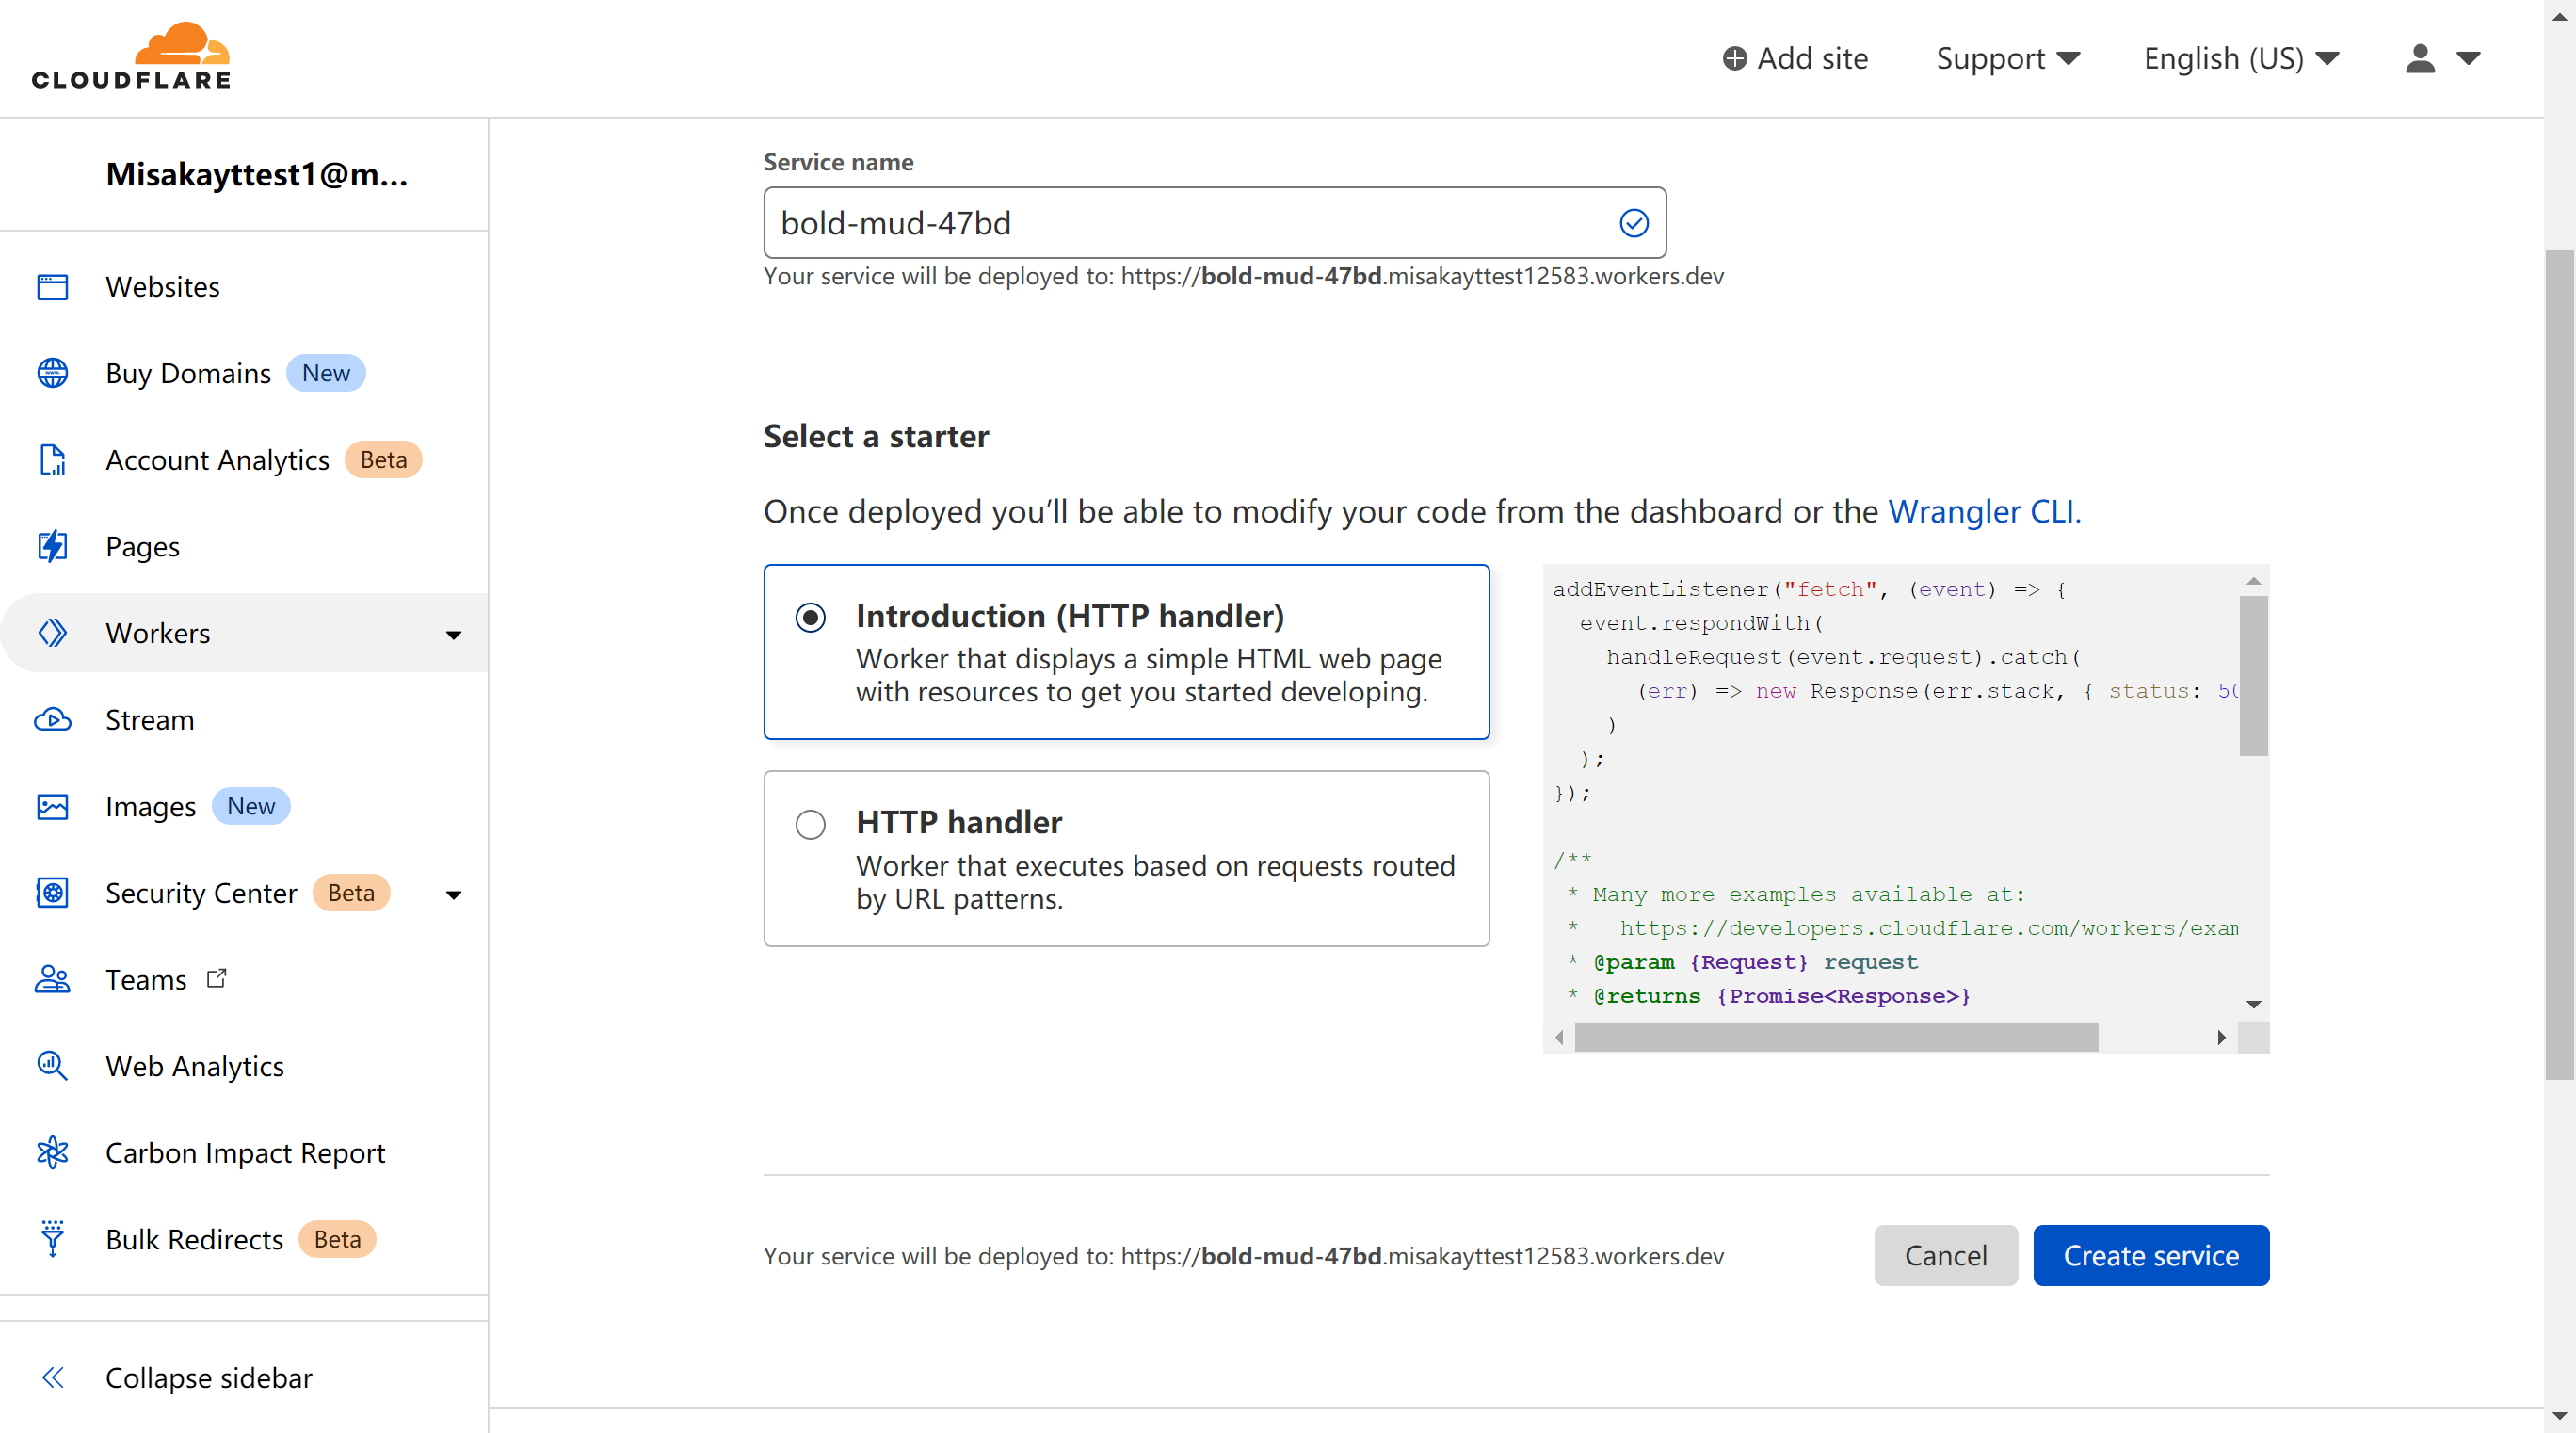 CLOUDFLARE
Add site
Support
English (US)
Misakayttest1@m...
Websites
Buy Domains New
Account Analytics Beta
Pages
Workers
Stream
Images New
Security Center Beta
Teams
Web Analytics
Carbon Impact Report
Bulk Redirects Beta
Collapse sidebar
Service name
bold-mud-47bd
Your service will be deployed to: https://bold-mud-47bd.misakayttest12583.workers.dev
Select a starter
Once deployed you’ll be able to modify your code from the dashboard or the Wrangler CLI.
Introduction (HTTP handler)
Worker that displays a simple HTML web page
with resources to get you started developing.
HTTP handler
Worker that executes based on requests routed
by URL patterns.
addEventListener("fetch", (event) => {
event.respondWith(
handleRequest(event.request).catch(
(err) => new Response(err.stack, { status: 50
)
);
});
/**
* Many more examples available at:
* https://developers.cloudflare.com/workers/exam
* @param {Request} request
* @returns {Promise<Response>}
Your service will be deployed to: https://bold-mud-47bd.misakayttest12583.workers.dev
Cancel
Create service